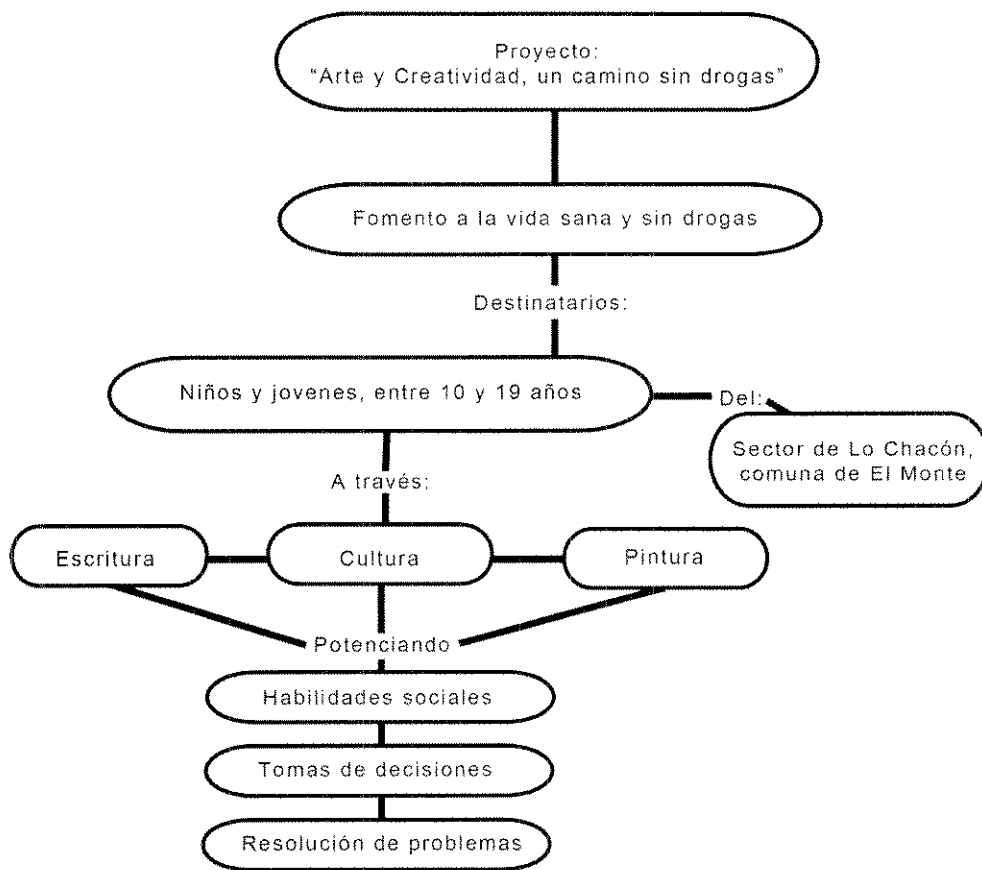 Proyecto:
“Arte y Creatividad, un camino sin drogas”
Fomento a la vida sana y sin drogas
Destinatarios:
Niños y jovenes, entre 10 y 19 años
Del:
Sector de Lo Chacón,
comuna de El Monte
A través:
Escritura
Cultura
Pintura
Potenciando
Habilidades sociales
Tomas de decisiones
Resolución de problemas